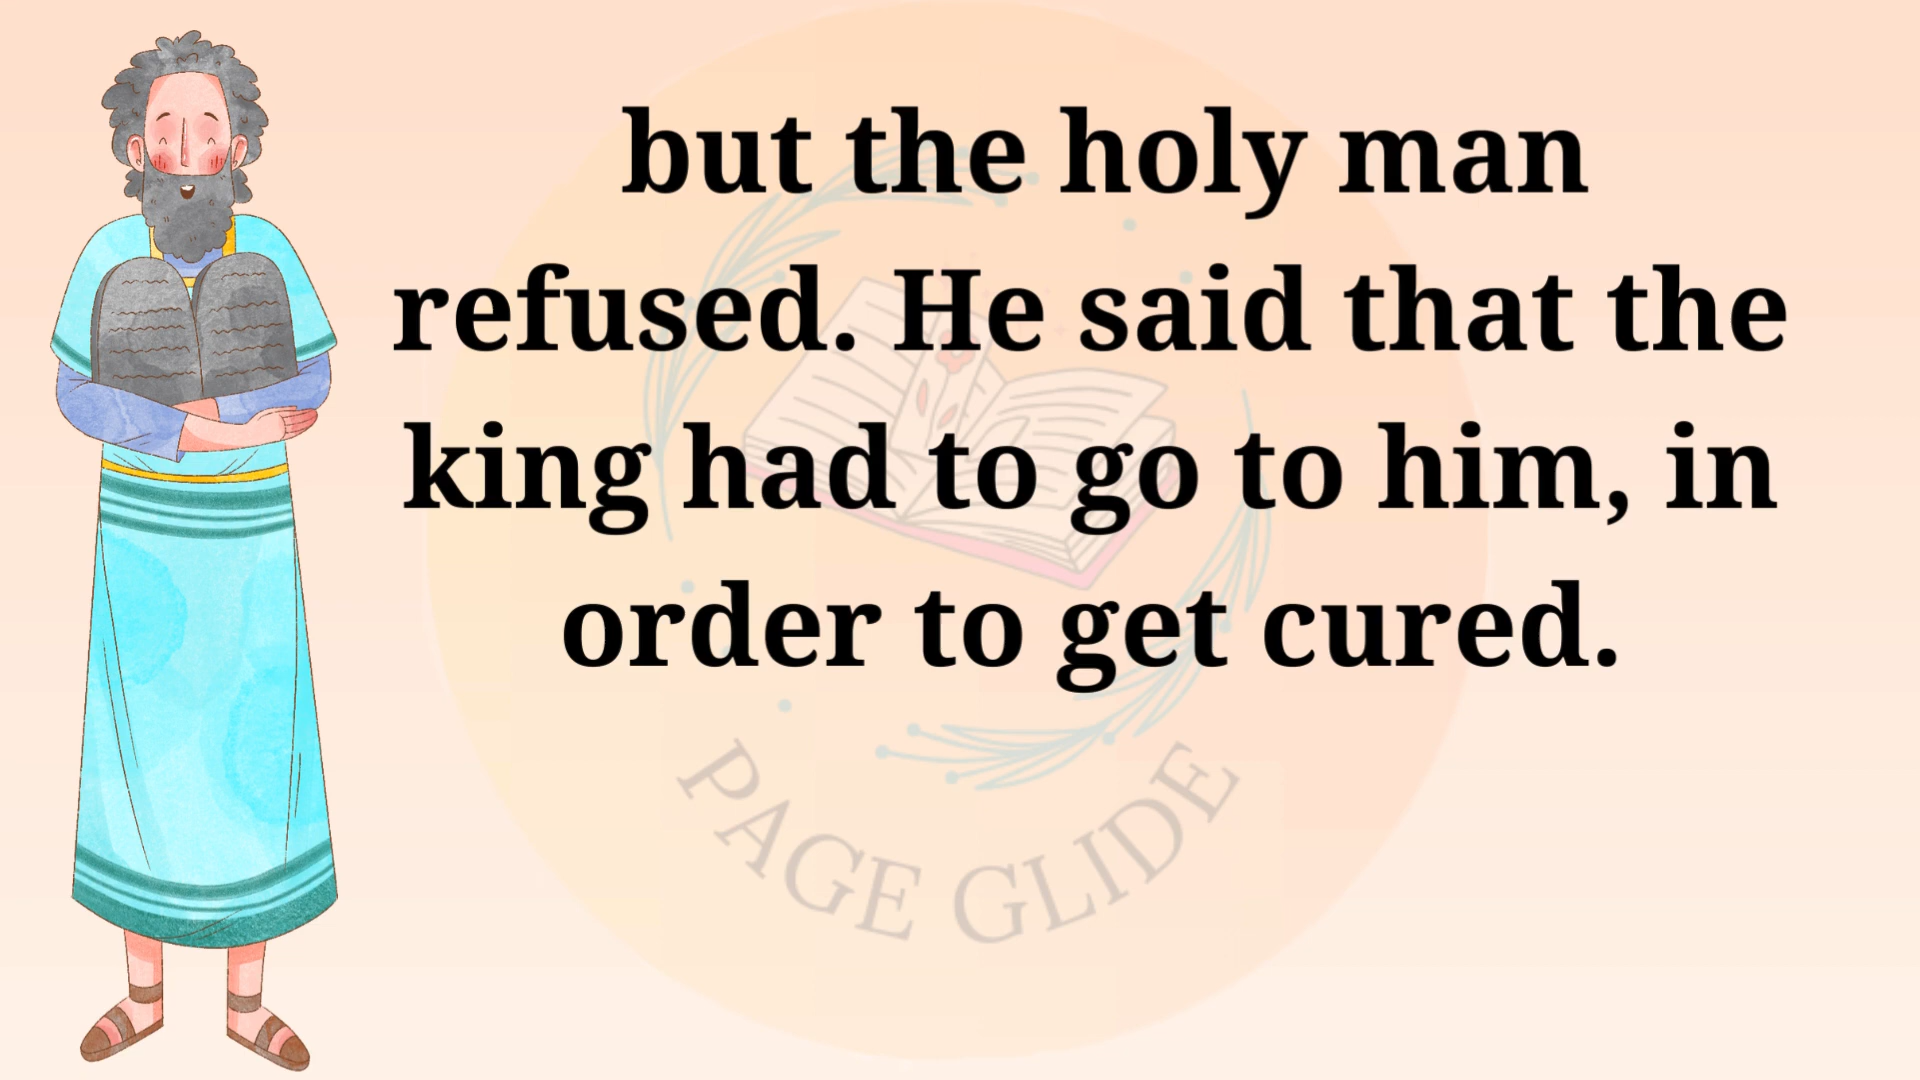 but the holy man
refused. He said that the
king had to go to him, in
order to get cured.
PAGE GLIDE